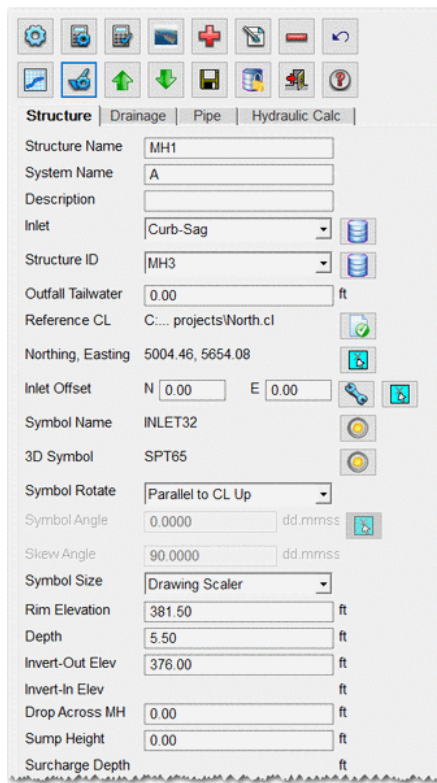 Structure Drainage Pipe Hydraulic Calc
Structure Name MH1
System Name A
Description
Inlet Curb-Sag
Structure ID MH3
Outfall Tailwater 0.00 ft
Reference CL C:... projects\North.cl
Northing, Easting 5004.46, 5654.08
Inlet Offset N 0.00 E 0.00
Symbol Name INLET32
3D Symbol SPT65
Symbol Rotate Parallel to CL Up
Symbol Angle 0.0000 dd.mmss
Skew Angle 90.0000 dd.mmss
Symbol Size Drawing Scaler
Rim Elevation 381.50 ft
Depth 5.50 ft
Invert-Out Elev 376.00 ft
Invert-In Elev ft
Drop Across MH 0.00 ft
Sump Height 0.00 ft
Surcharge Depth ft